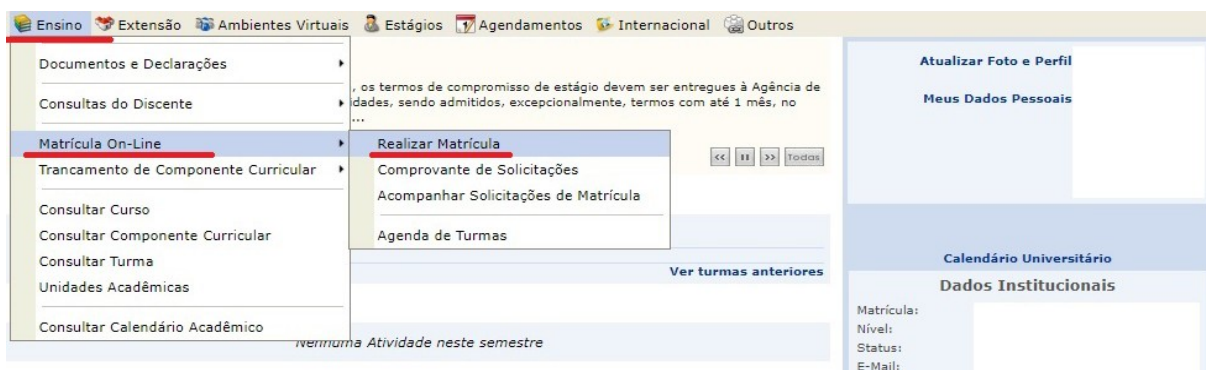 Ensino Extensão Ambientes Virtuais Estágios Agendamentos Internacional Outros
Documentos e Declarações
Consultas do Discente
Matrícula On-Line
Trancamento de Componente Curricular
Consultar Curso
Consultar Componente Curricular
Consultar Turma
Unidades Acadêmicas
Consultar Calendário Acadêmico
Realizar Matrícula
Comprovante de Solicitações
Acompanhar Solicitações de Matrícula
Agenda de Turmas
, os termos de compromisso de estágio devem ser entregues à Agência de
idades, sendo admitidos, excepcionalmente, termos com até 1 mês, no
...
<< II >> Todas
Ver turmas anteriores
Nenhuma Atividade neste semestre
Atualizar Foto e Perfil
Meus Dados Pessoais
Calendário Universitário
Dados Institucionais
Matrícula:
Nível:
Status:
E-Mail: